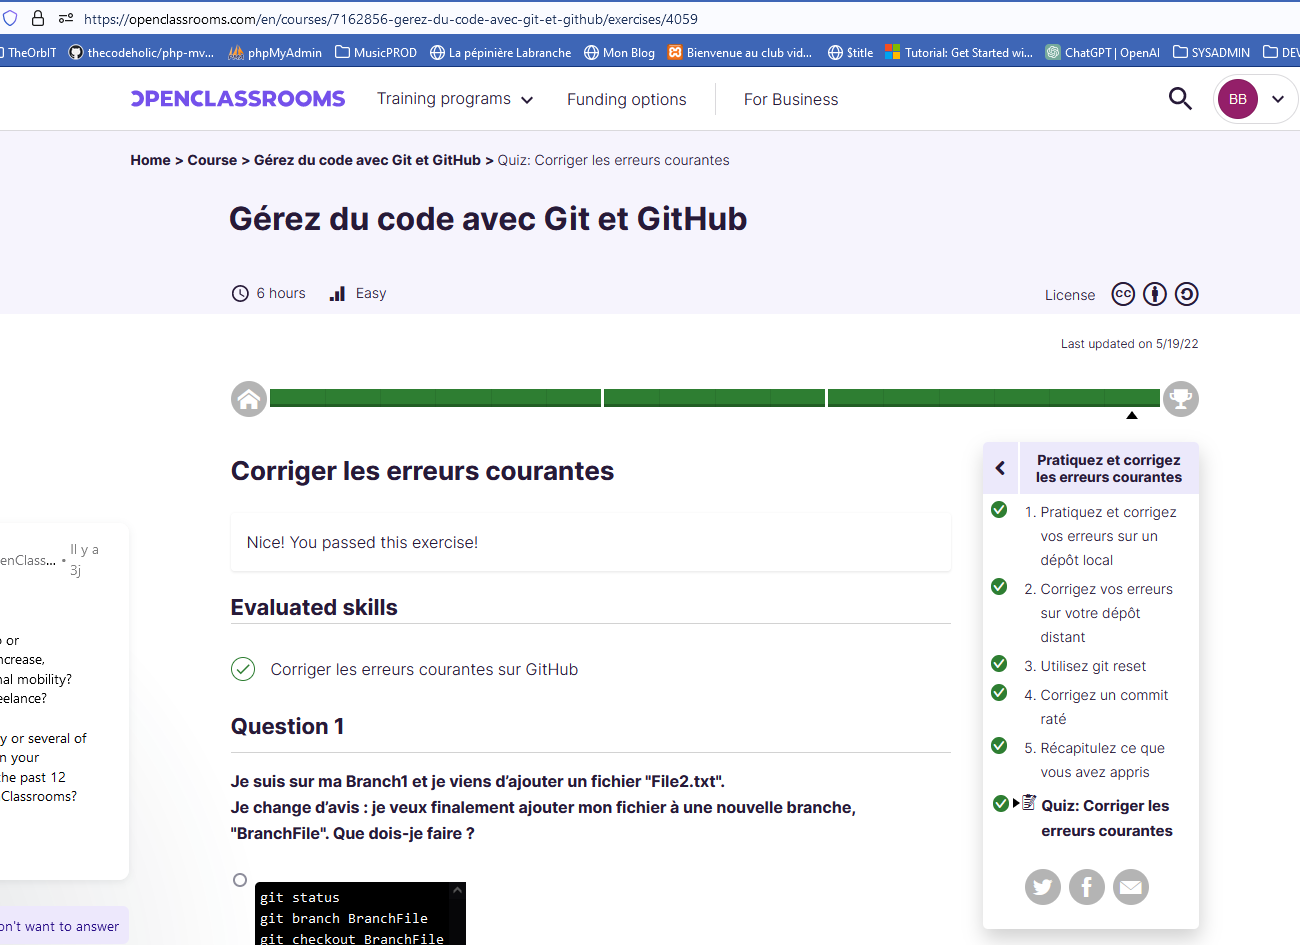 https://openclassrooms.com/en/courses/7162856-gerez-du-code-avec-git-et-github/exercises/4059
TheOrbIT thecodeholic/php-mv... phpMyAdmin MusicPROD La pépinière Labranche Mon Blog Bienvenue au club vid... $title Tutorial: Get Started wi... ChatGPT | OpenAI SYSADMIN DEV
OPENCLASSROOMS Training programs Funding options For Business BB
Home > Course > Gérez du code avec Git et GitHub > Quiz: Corriger les erreurs courantes
Gérez du code avec Git et GitHub
6 hours Easy
License cc
Last updated on 5/19/22
Corriger les erreurs courantes
Nice! You passed this exercise!
Evaluated skills
Corriger les erreurs courantes sur GitHub
Question 1
Je suis sur ma Branch1 et je viens d’ajouter un fichier "File2.txt".
Je change d’avis : je veux finalement ajouter mon fichier à une nouvelle branche,
"BranchFile". Que dois-je faire ?
git status
git branch BranchFile
git checkout BranchFile
Pratiquez et corrigez
les erreurs courantes
1. Pratiquez et corrigez
vos erreurs sur un
dépôt local
2. Corrigez vos erreurs
sur votre dépôt
distant
3. Utilisez git reset
4. Corrigez un commit
raté
5. Récapitulez ce que
vous avez appris
Quiz: Corriger les
erreurs courantes
Il y a
enClass... •
3j
or
ncrease,
al mobility?
eelance?
y or several of
n your
he past 12
Classrooms?
on't want to answer